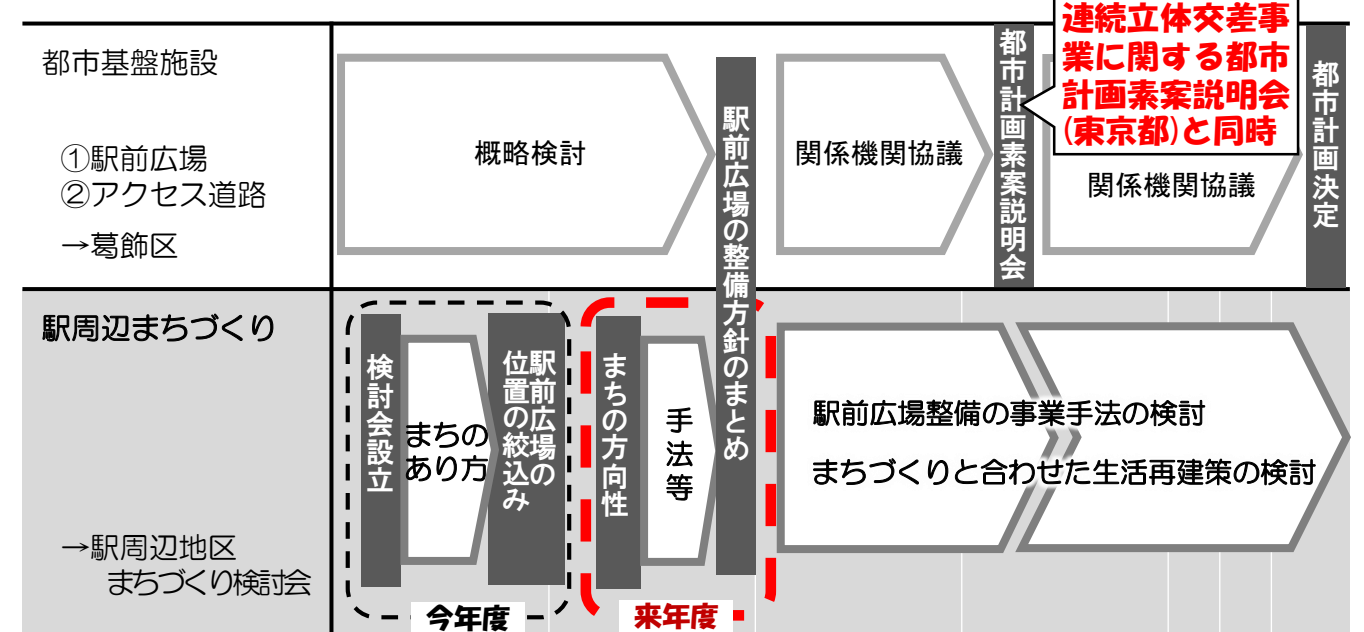 都市基盤施設
①駅前広場
②アクセス道路
→葛飾区
概略検討
駅前広場の整備方針のまとめ
関係機関協議
都市計画素案説明会
連続立体交差事
業に関する都市
計画素案説明会
(東京都)と同時
関係機関協議
都市計画決定
駅周辺まちづくり
→駅周辺地区
まちづくり検討会
検討会設立
まちの
あり方
駅前広場の
位置の絞込み
今年度
まちの方向性
手法等
来年度
駅前広場整備の事業手法の検討
まちづくりと合わせた生活再建策の検討